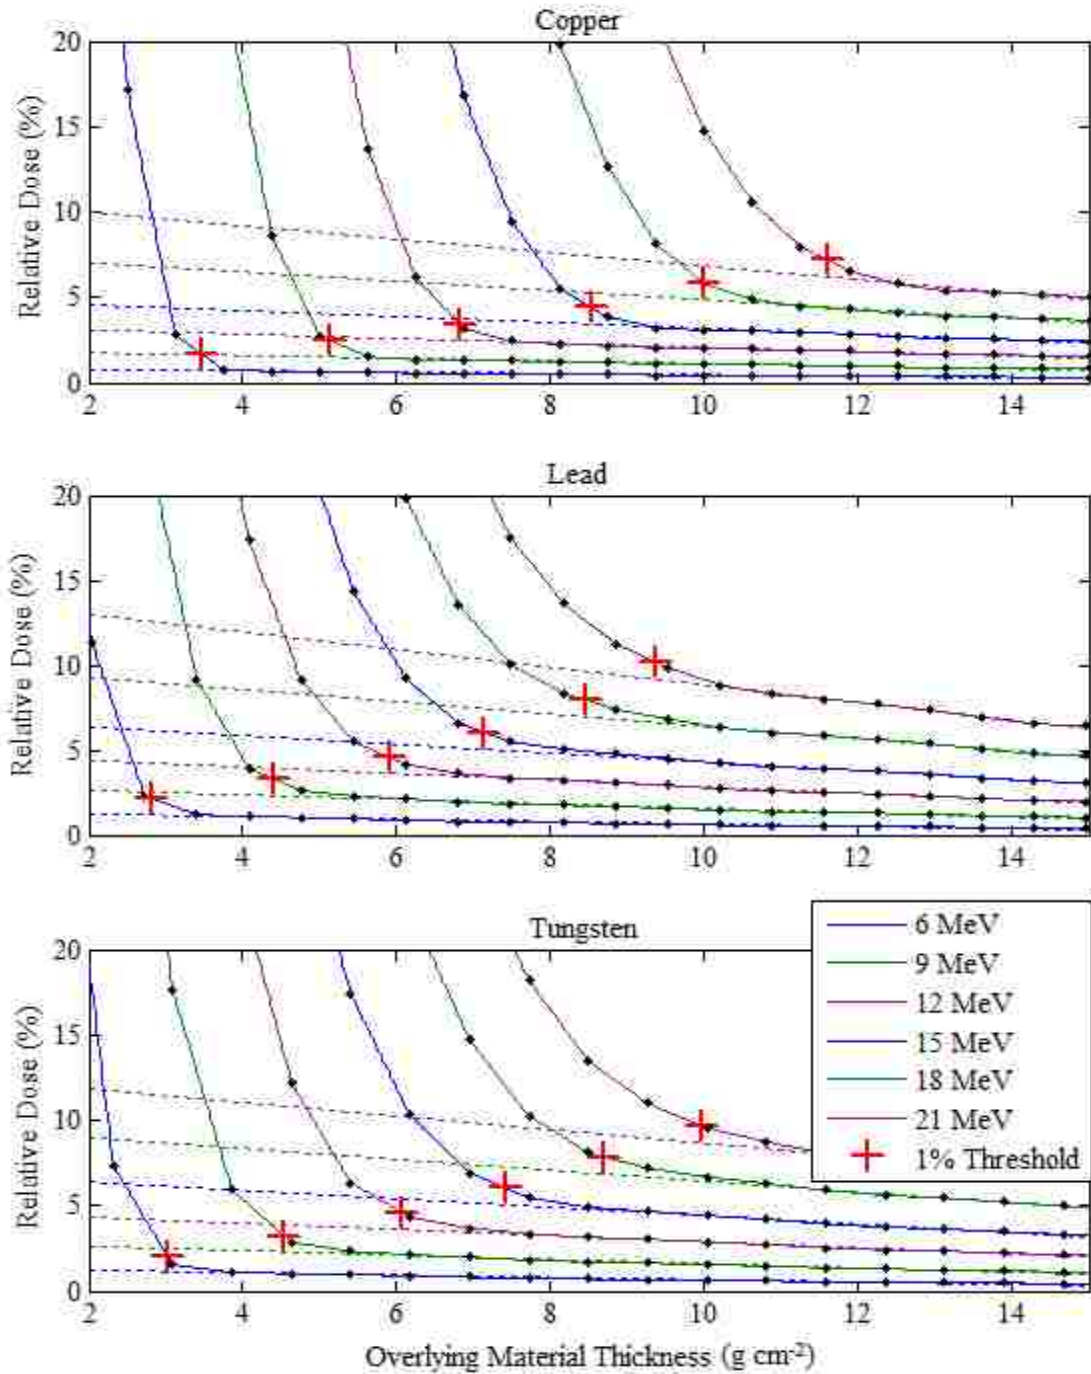 Copper
20
15
10
5
0
Relative Dose (%)
2 4 6 8 10 12 14
Lead
20
15
10
5
0
Relative Dose (%)
2 4 6 8 10 12 14
Tungsten
20
15
10
5
0
Relative Dose (%)
6 MeV
9 MeV
12 MeV
15 MeV
18 MeV
21 MeV
1% Threshold
2 4 6 8 10 12 14
Overlying Material Thickness (g cm-2)